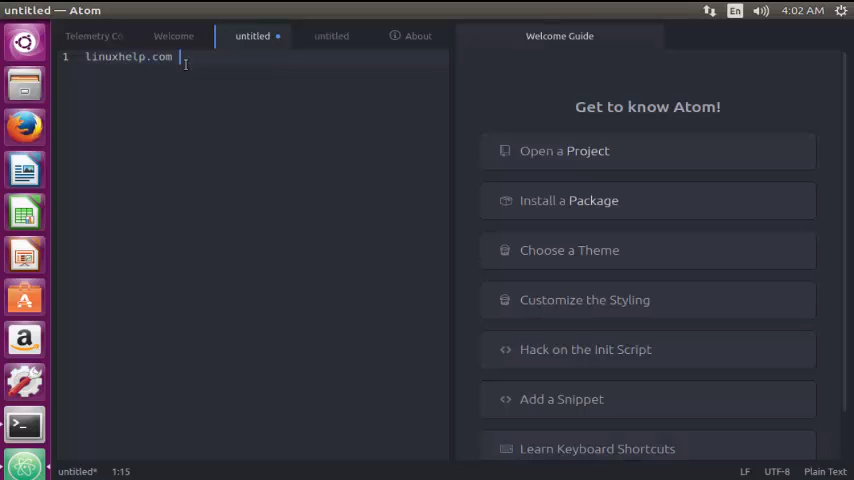 untitled — Atom
En
4:02 AM
Telemetry Co
Welcome
untitled
untitled
About
Welcome Guide
1 linuxhelp.com
Get to know Atom!
Open a Project
Install a Package
Choose a Theme
Customize the Styling
Hack on the Init Script
Add a Snippet
Learn Keyboard Shortcuts
untitled* 1:15
LF UTF-8 Plain Text